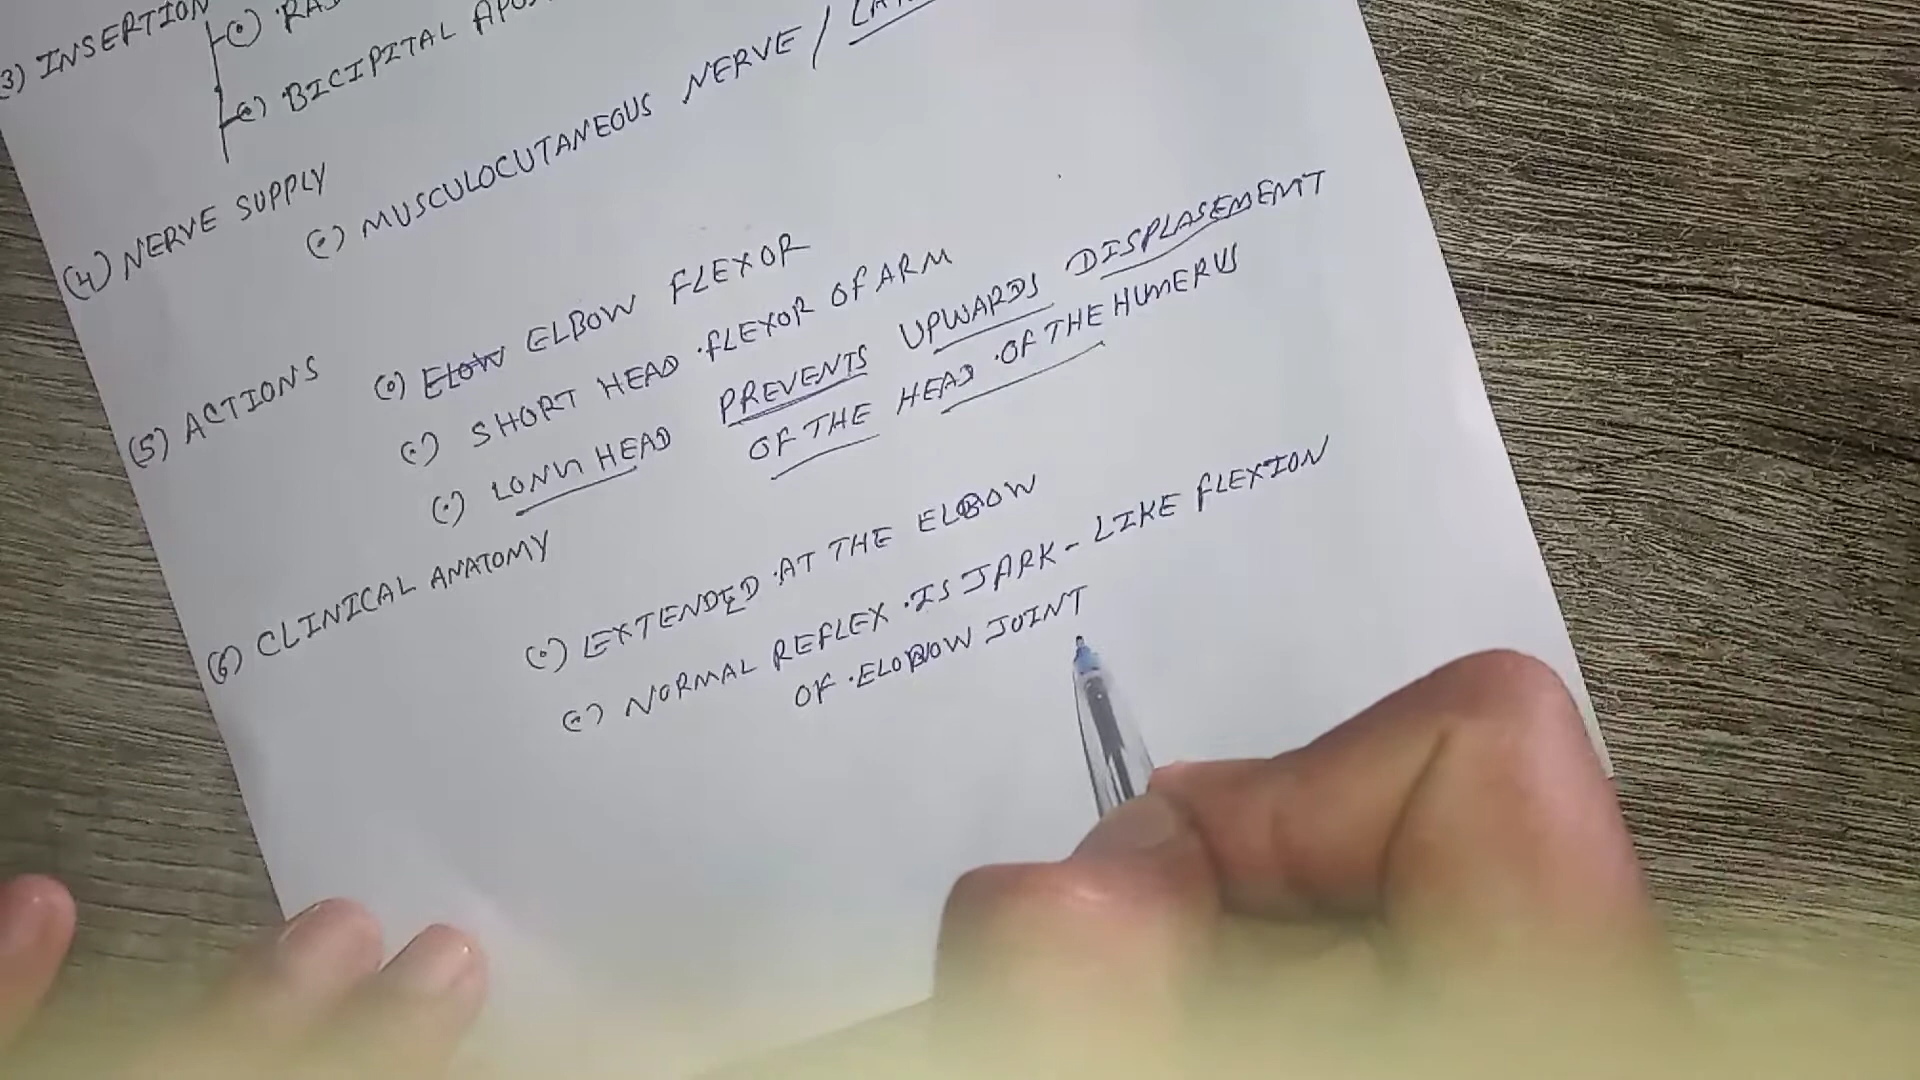 (3) INSERTION
(•)
(•) BICIPITAL
(4) NERVE SUPPLY
(•) MUSCULOCUTANEOUS NERVE /
(5) ACTIONS
(•) ELOW ELBOW FLEXOR
(•) SHORT HEAD FLEXOR OF ARM
(•) LONG HEAD PREVENTS UPWARDS DISPLASEMENT
OF THE HEAD OF THE HUMERUS
(6) CLINICAL ANATOMY
(•) EXTENDED AT THE ELBOW
(•) NORMAL REFLEX IS JARK-LIKE FLEXION
OF ELOBOW JOINT